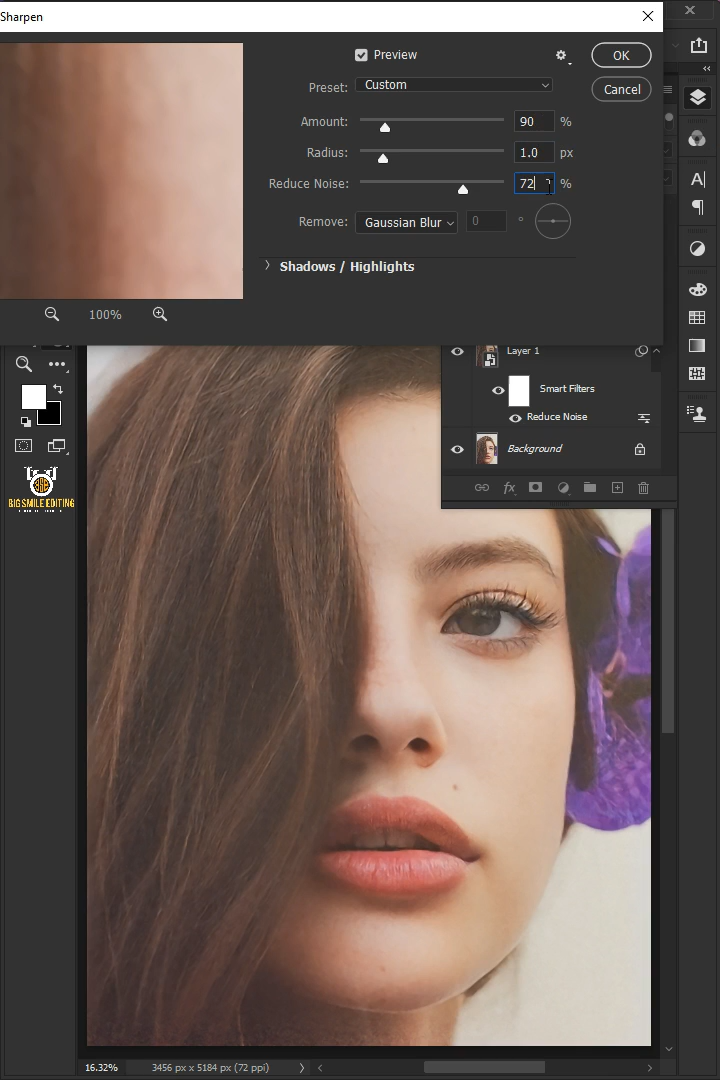 Sharpen
Preview
OK
Preset: Custom
Cancel
Amount: 90 %
Radius: 1.0 px
Reduce Noise: 72 %
Remove: Gaussian Blur 0 °
Shadows / Highlights
100%
Layer 1
Smart Filters
Reduce Noise
Background
fx
BIG SMILE EDITING
16.32% 3456 px x 5184 px (72 ppi)